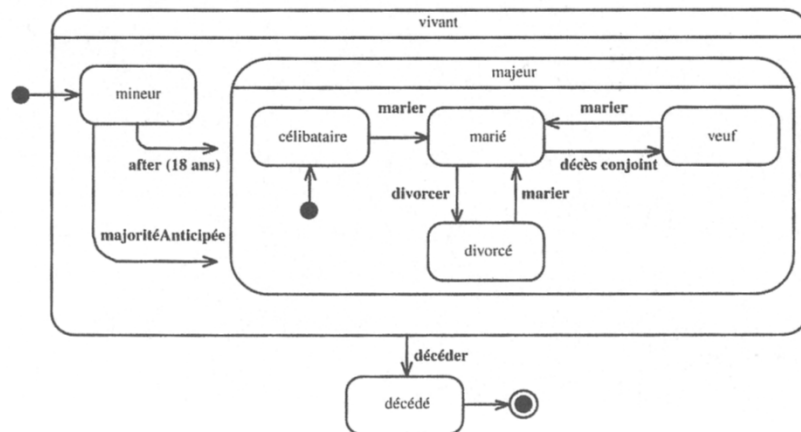 vivant
majeur
mineur
marier
marier
célibataire
marié
veuf
after (18 ans)
décès conjoint
divorcer
marier
majoritéAnticipée
divorcé
décéder
décédé